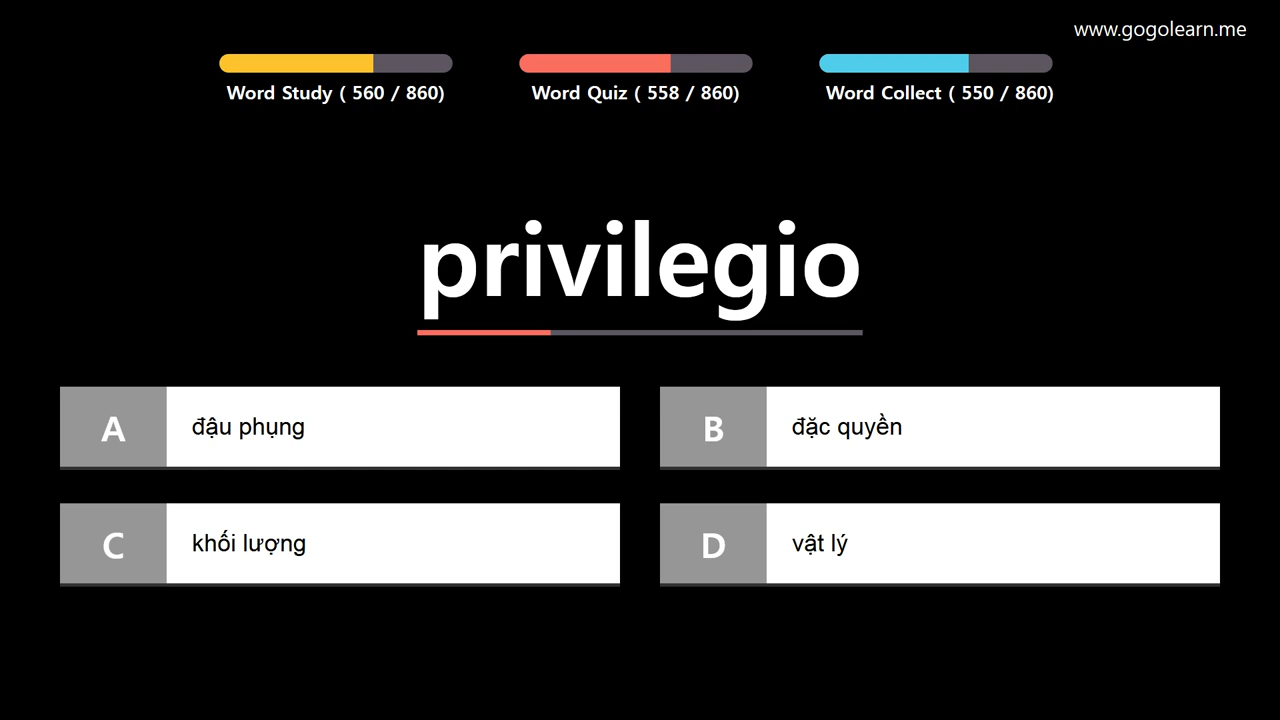 www.gogolearn.me
Word Study ( 560 / 860)
Word Quiz ( 558 / 860)
Word Collect ( 550 / 860)
privilegio
A
đậu phụng
B
đặc quyền
C
khối lượng
D
vật lý